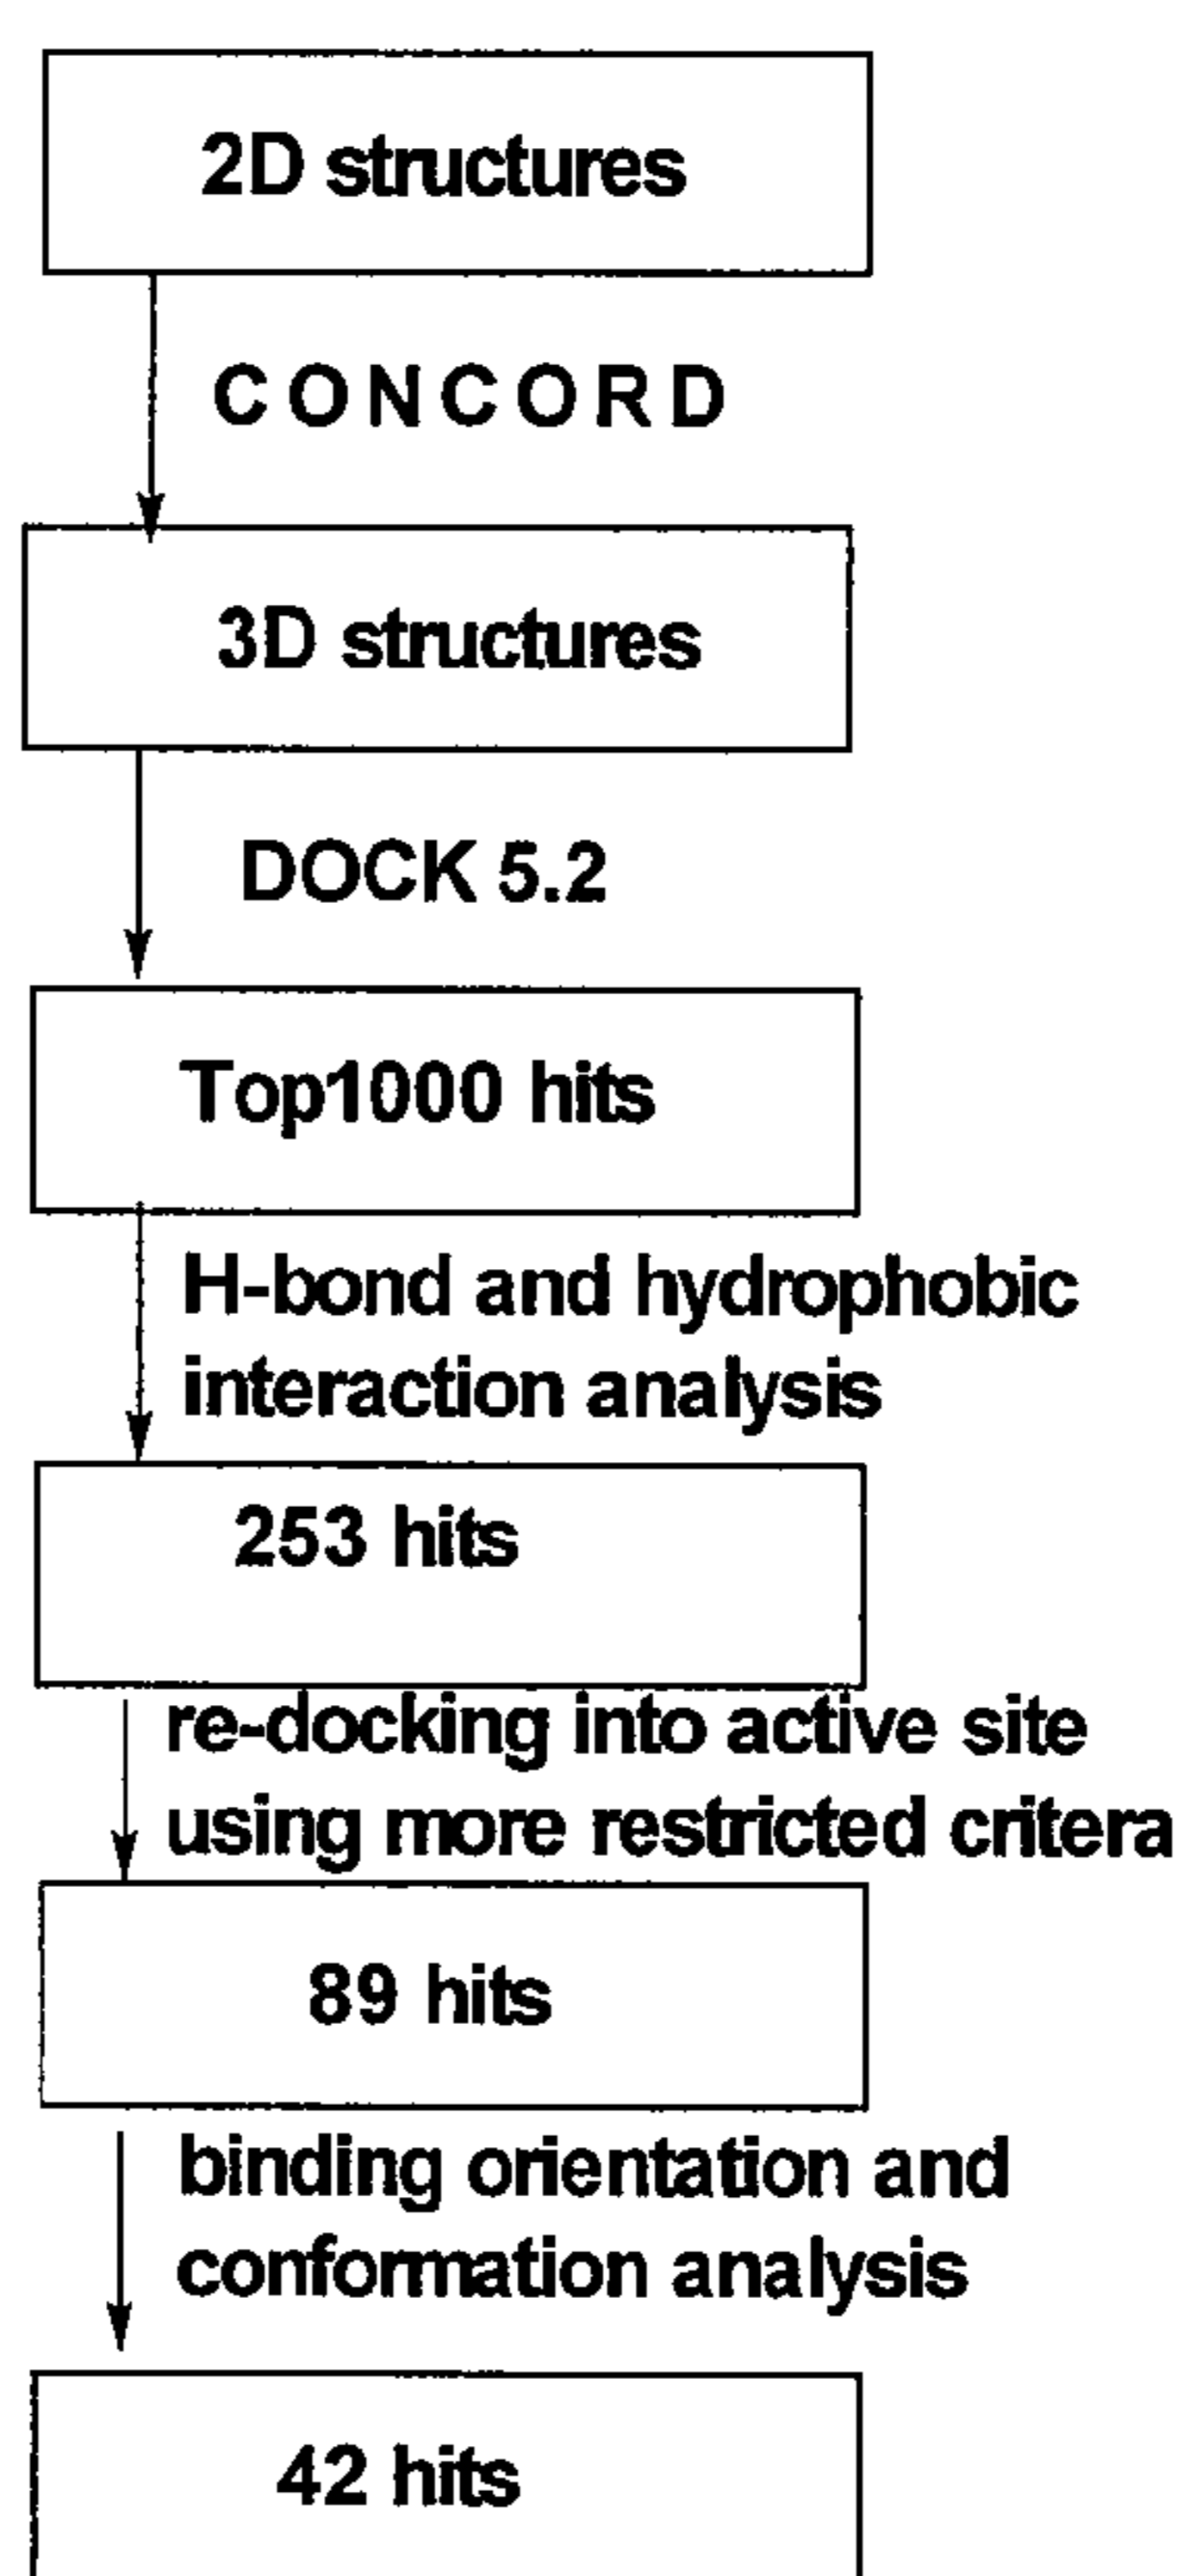 2D structures
CONCORD
3D structures
DOCK 5.2
Top1000 hits
H-bond and hydrophobic
interaction analysis
253 hits
re-docking into active site
using more restricted critera
89 hits
binding orientation and
conformation analysis
42 hits